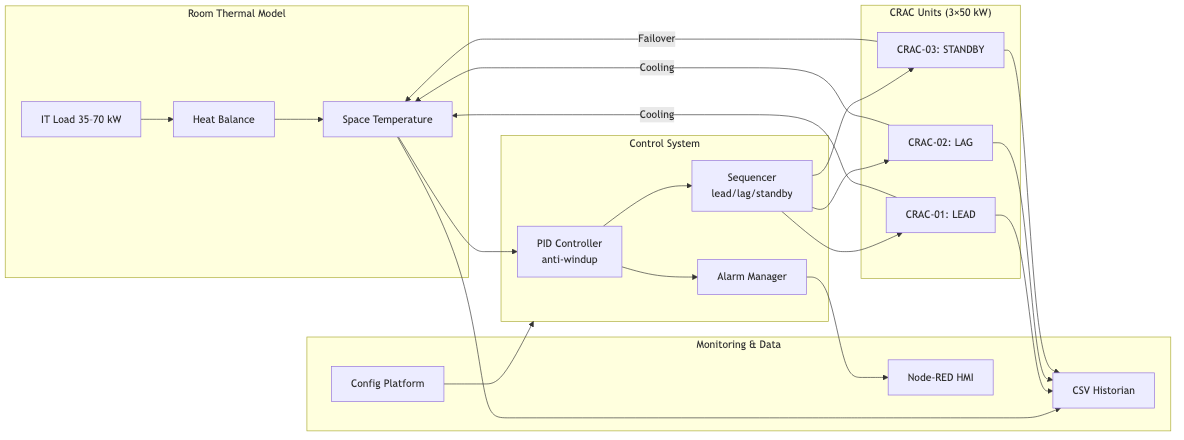 Room Thermal Model
CRAC Units (3×50 kW)
Failover
CRAC-03: STANDBY
Cooling
IT Load 35-70 kW
Heat Balance
Space Temperature
Cooling
Control System
CRAC-02: LAG
Sequencer
lead/lag/standby
CRAC-01: LEAD
PID Controller
anti-windup
Alarm Manager
Monitoring & Data
Config Platform
Node-RED HMI
CSV Historian